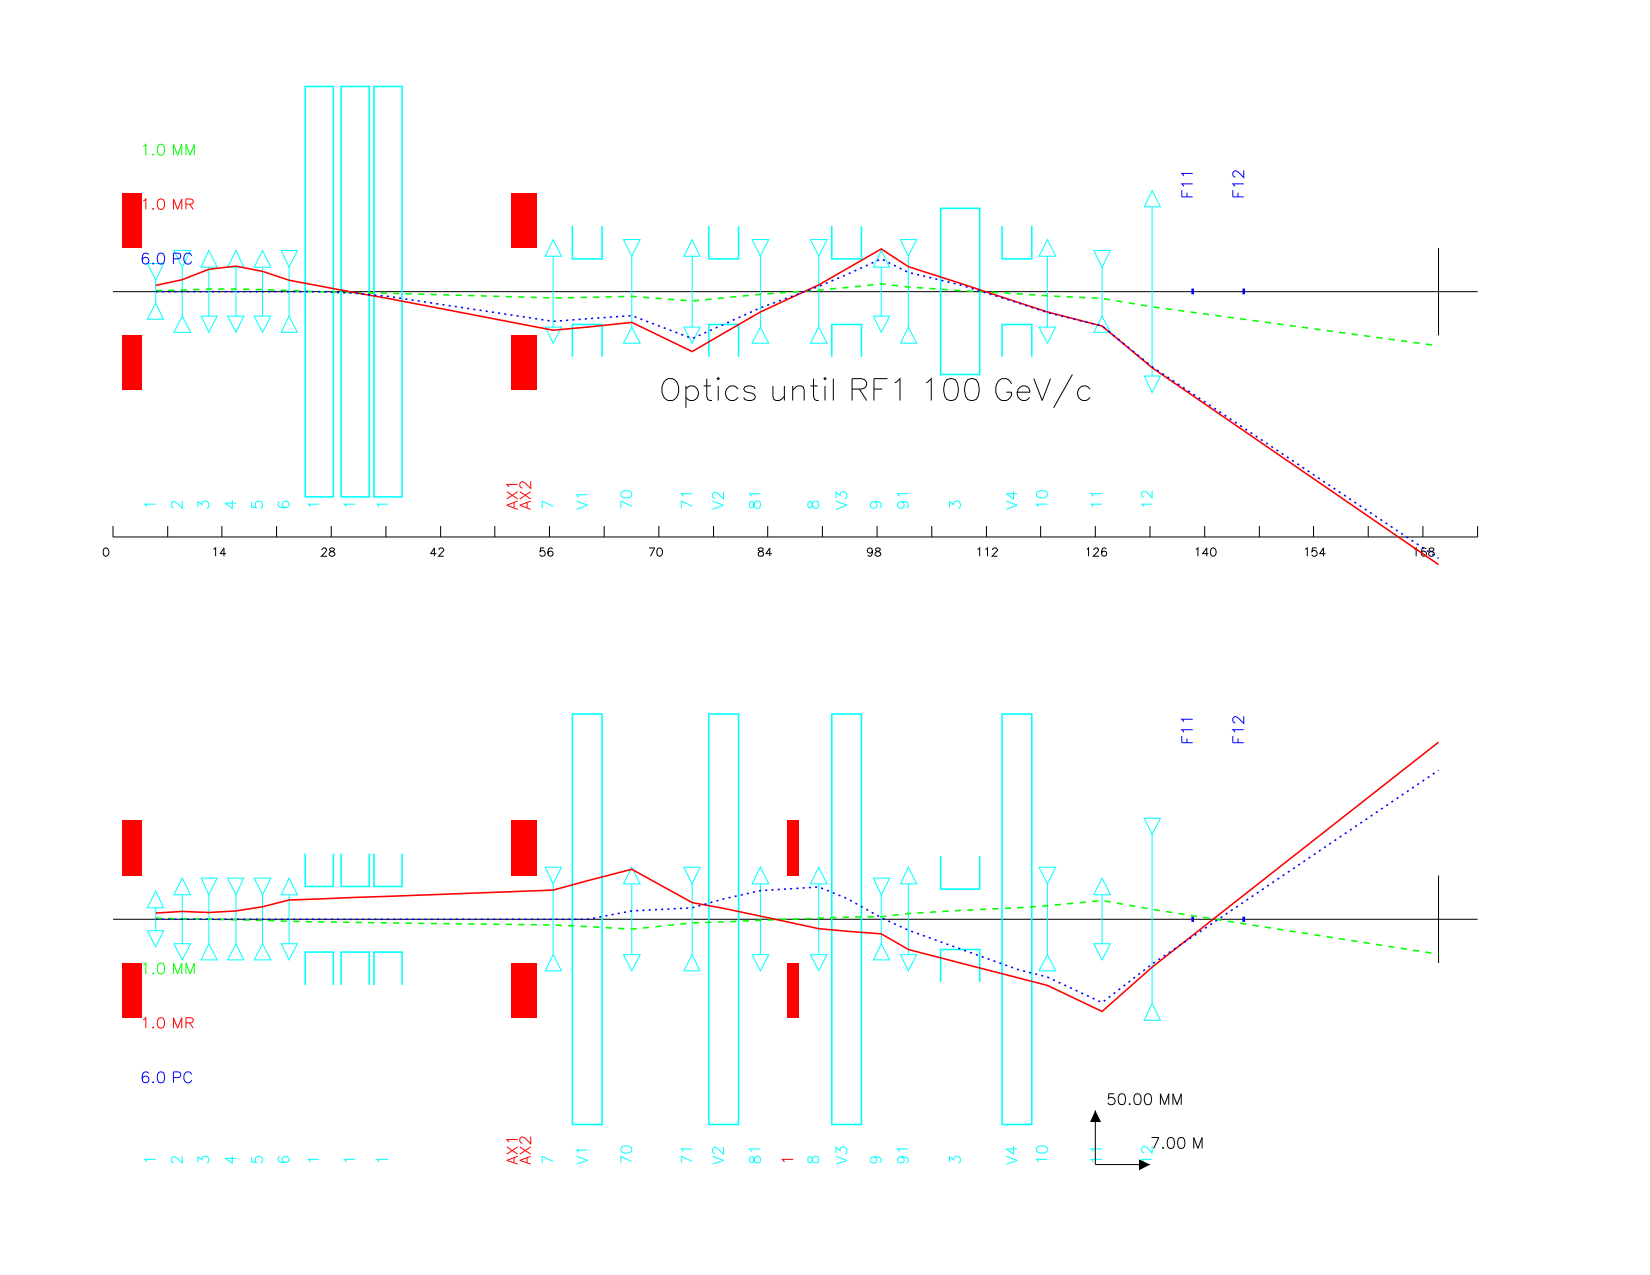 1.0 MM
1.0 MR
6.0 PC
F11 F12
Optics until RF1 100 GeV/c
1 2 3 4 5 6 1 1 1 AX1 AX2 7 V1 70 71 V2 81 8 V3 9 91 3 V4 10 11 12
0 14 28 42 56 70 84 98 112 126 140 154 168
F11 F12
1.0 MM
1.0 MR
6.0 PC
50.00 MM
7.00 M
1 2 3 4 5 6 1 1 1 AX1 AX2 7 V1 70 71 V2 81 1 8 V3 9 91 3 V4 10 11 12